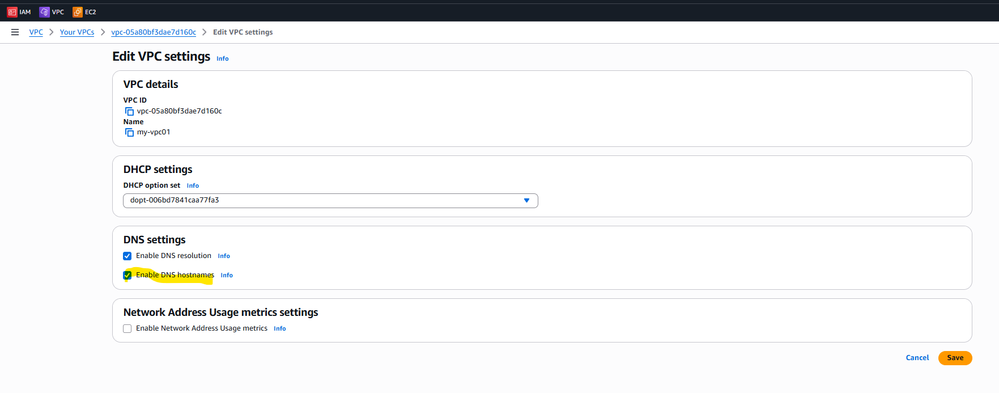 IAM VPC EC2
VPC Your VPCs vpc-05a80bf3dae7d160c Edit VPC settings
Edit VPC settings Info
VPC details
VPC ID
vpc-05a80bf3dae7d160c
Name
my-vpc01
DHCP settings
DHCP option set Info
dopt-006bd7841caa77fa3
DNS settings
Enable DNS resolution Info
Enable DNS hostnames Info
Network Address Usage metrics settings
Enable Network Address Usage metrics Info
Cancel Save